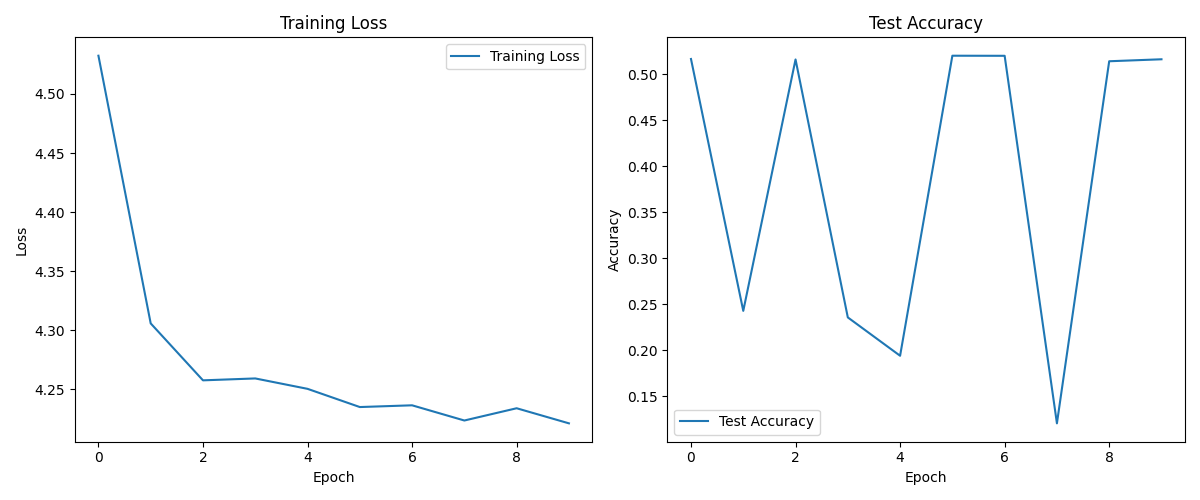 Training Loss
Training Loss
4.50
4.45
4.40
4.35
4.30
4.25
Loss
0 2 4 6 8
Epoch
Test Accuracy
0.50
0.45
0.40
0.35
0.30
0.25
0.20
0.15
Accuracy
Test Accuracy
0 2 4 6 8
Epoch